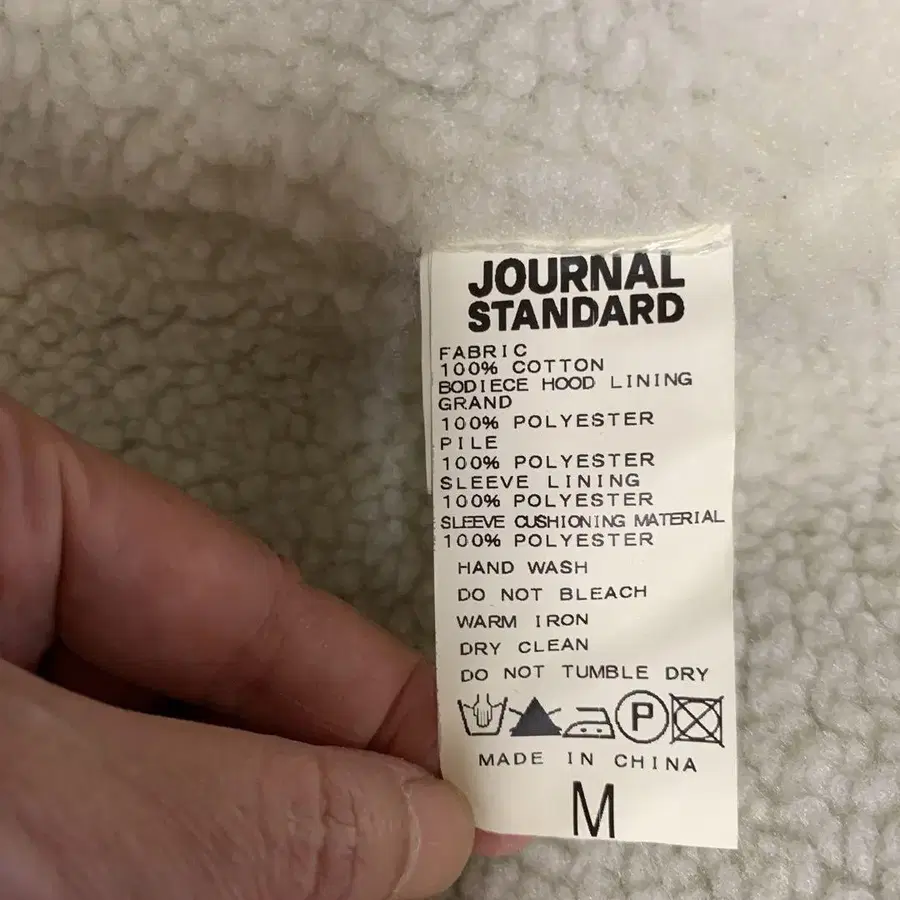 JOURNAL
STANDARD
FABRIC
100% COTTON
BODIECE HOOD LINING
GRAND
100% POLYESTER
PILE
100% POLYESTER
SLEEVE LINING
100% POLYESTER
SLEEVE CUSHIONING MATERIAL
100% POLYESTER
HAND WASH
DO NOT BLEACH
WARM IRON
DRY CLEAN
DO NOT TUMBLE DRY
P
MADE IN CHINA
M